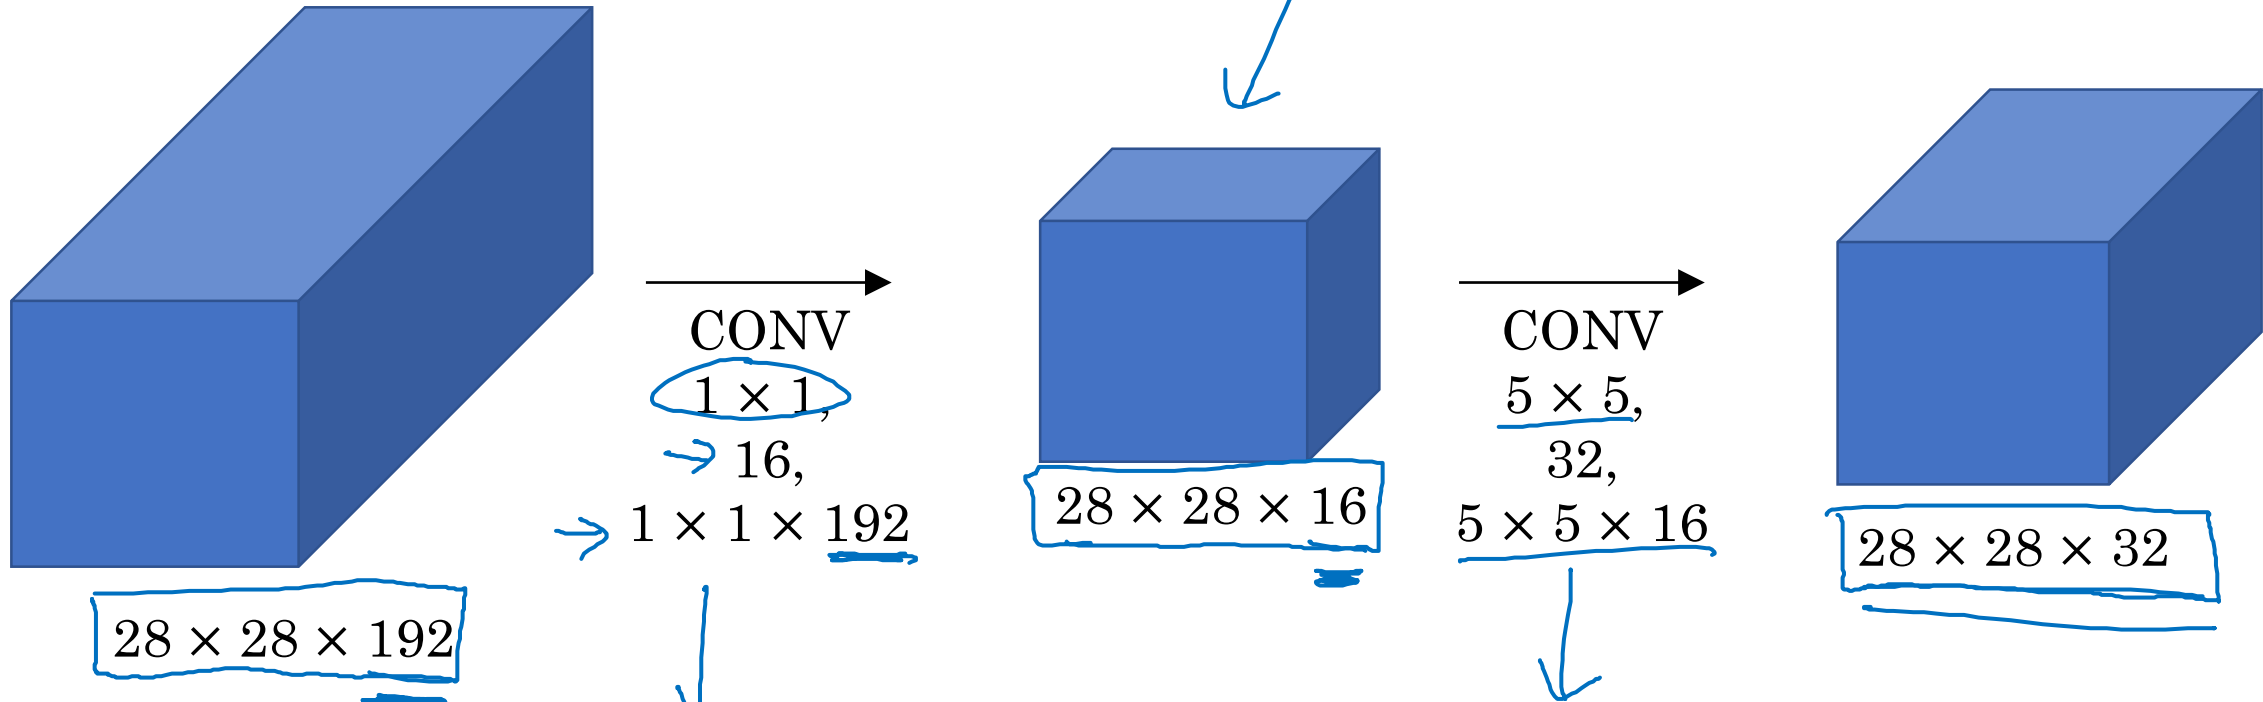 28 × 28 × 192
CONV
1 × 1,
16,
1 × 1 × 192
28 × 28 × 16
CONV
5 × 5,
32,
5 × 5 × 16
28 × 28 × 32